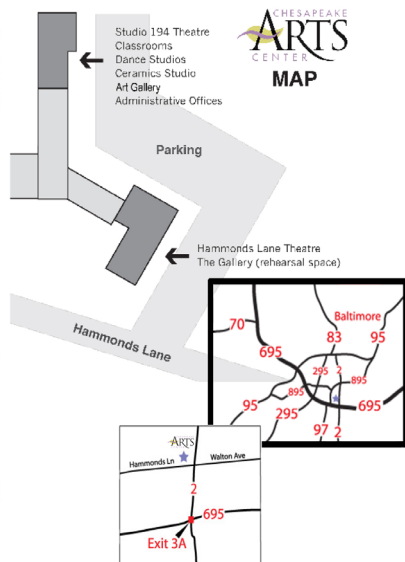 CHESAPEAKE
ARTS
CENTER
MAP
Studio 194 Theatre
Classrooms
Dance Studios
Ceramics Studio
Art Gallery
Administrative Offices
Parking
Hammonds Lane Theatre
The Gallery (rehearsal space)
Hammonds Lane
Baltimore
70
83
95
695
295
2
895
895
95
295
695
97
2
ARTS
Hammonds Ln
Walton Ave
2
695
Exit 3A